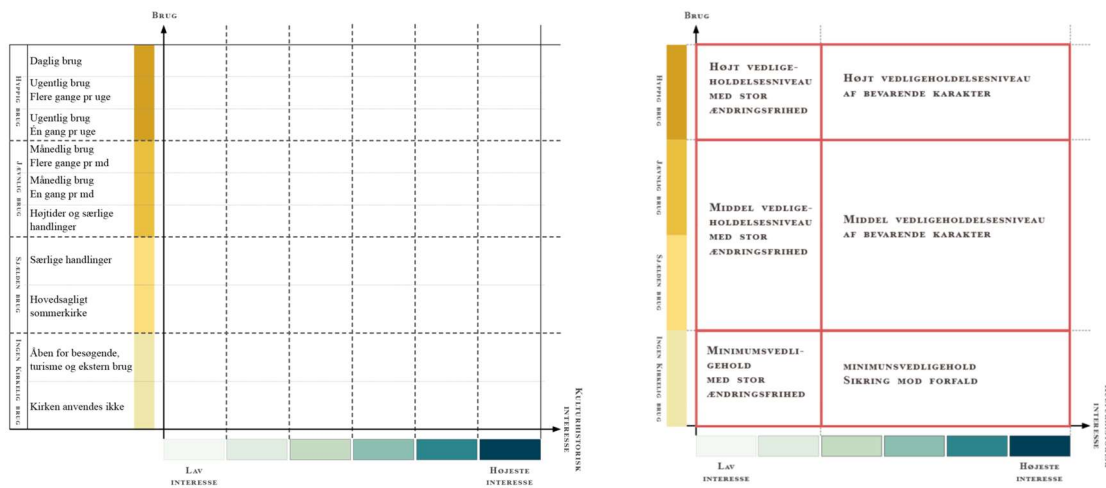 Brug
Hyppig brug
Daglig brug
Ugentlig brug
Flere gange pr uge
Ugentlig brug
Én gang pr uge
Jævnlig brug
Månedlig brug
Flere gange pr md
Månedlig brug
En gang pr md
Højtider og særlige
handlinger
Sjælden brug
Særlige handlinger
Hovedsagligt
sommerkirke
Ingen Kirkelig brug
Åben for besøgende,
turisme og ekstern brug
Kirken anvendes ikke
Kulturhistorisk
interesse
Lav
interesse
Højeste
interesse
Brug
Hyppig brug
Jævnlig brug
Sjælden brug
Ingen Kirkelig brug
Højt vedlige-
holdelsesniveau
med stor
ændringsfrihed
Højt vedligeholdelsesniveau
af bevarende karakter
Middel vedlige-
holdelsesniveau
med stor
ændringsfrihed
Middel vedligeholdelsesniveau
af bevarende karakter
Minimumsvedli-
gehold
med stor
ændringsfrihed
minimunsvedligehold
Sikring mod forfald
interesse
Lav
interesse
Højeste
interesse